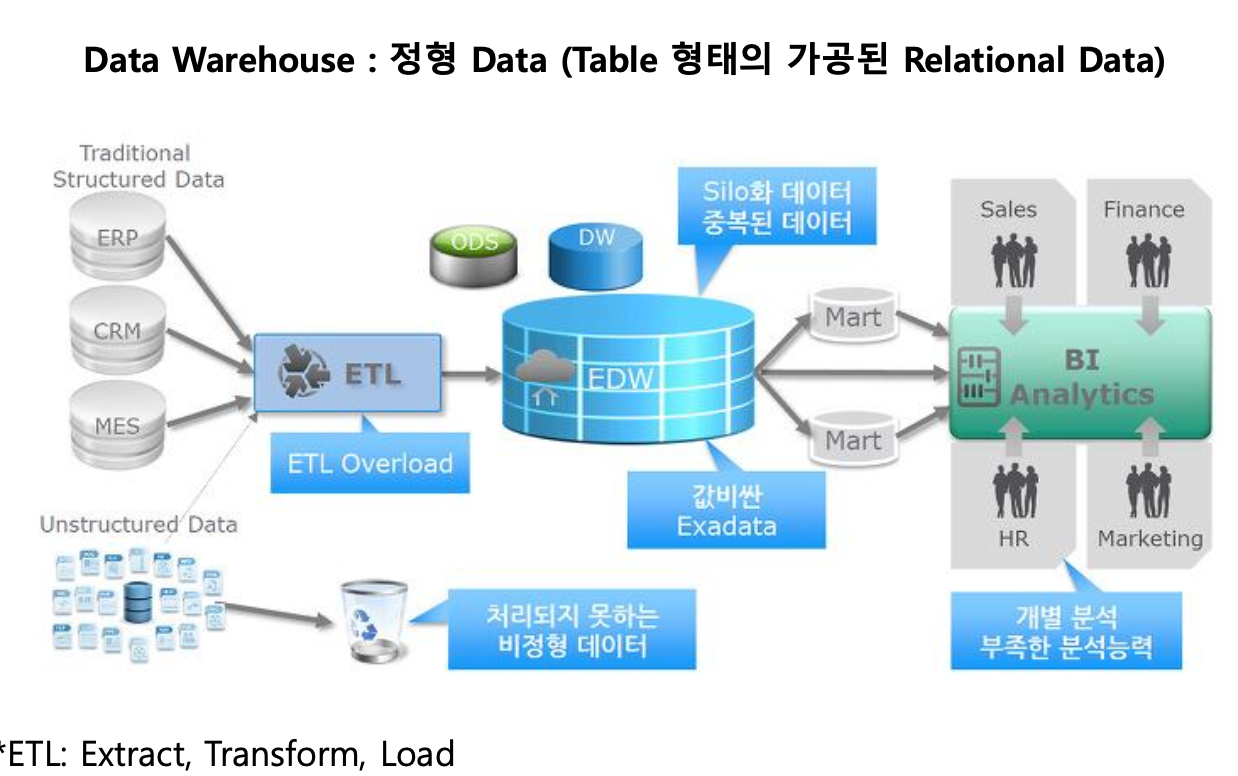 Data Warehouse : 정형 Data (Table 형태의 가공된 Relational Data)
Traditional
Structured Data
ERP
CRM
MES
Unstructured Data
ETL
ETL Overload
ODS
DW
EDW
Silo화 데이터
중복된 데이터
값비싼
Exadata
처리되지 못하는
비정형 데이터
Mart
Mart
Sales
Finance
BI
Analytics
HR
Marketing
개별 분석
부족한 분석능력
*ETL: Extract, Transform, Load